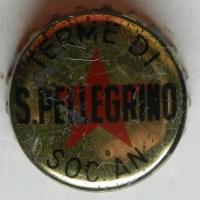 TERME DI
S.PELLEGRINO
SOC. AN.